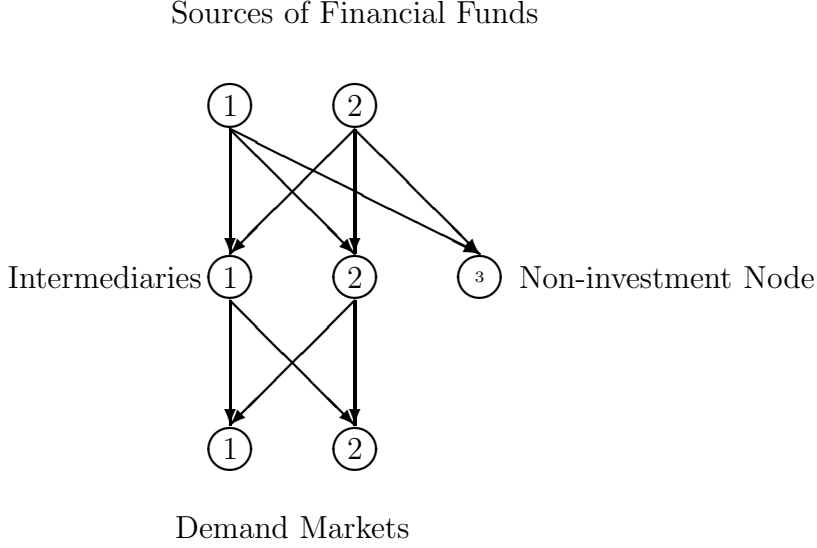 Sources of Financial Funds
1 2
Intermediaries 1 2 3 Non-investment Node
1 2
Demand Markets